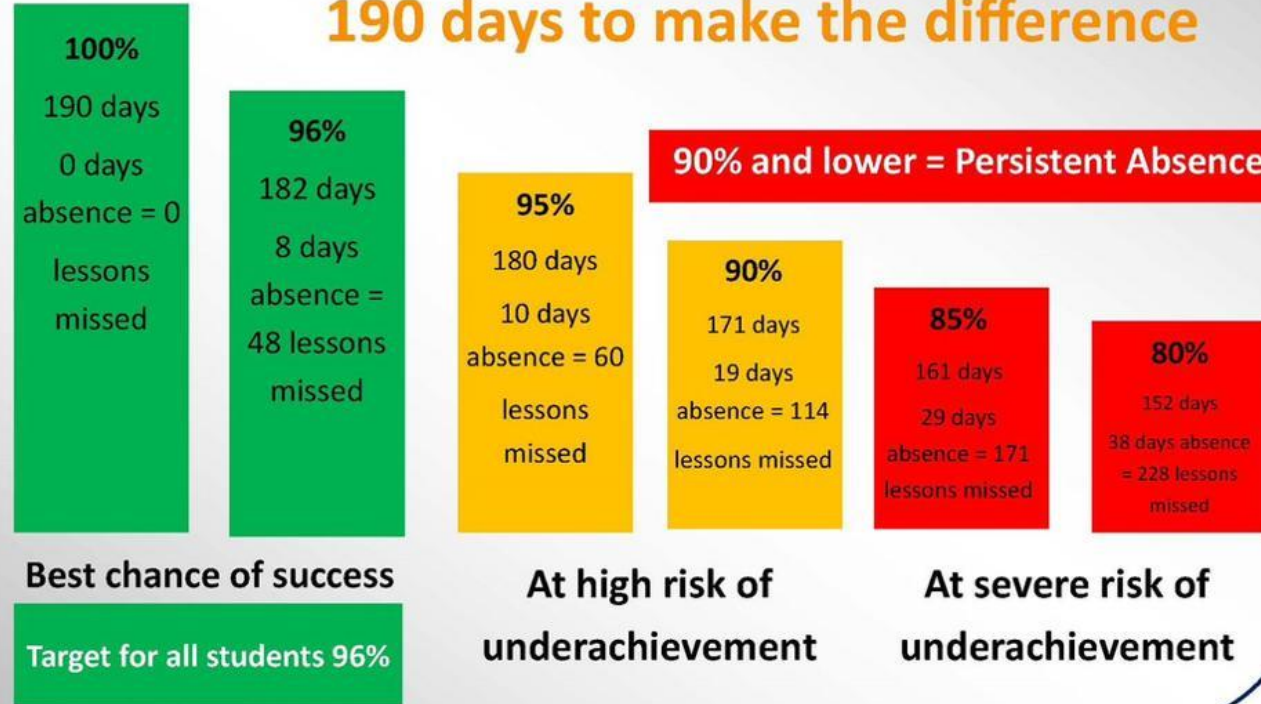 190 days to make the difference
100%
190 days
0 days
absence = 0
lessons
missed
96%
182 days
8 days
absence =
48 lessons
missed
90% and lower = Persistent Absence
95%
180 days
10 days
absence = 60
lessons
missed
90%
171 days
19 days
absence = 114
lessons missed
85%
161 days
29 days
absence = 171
lessons missed
80%
152 days
38 days absence
= 228 lessons
missed
Best chance of success
Target for all students 96%
At high risk of
underachievement
At severe risk of
underachievement